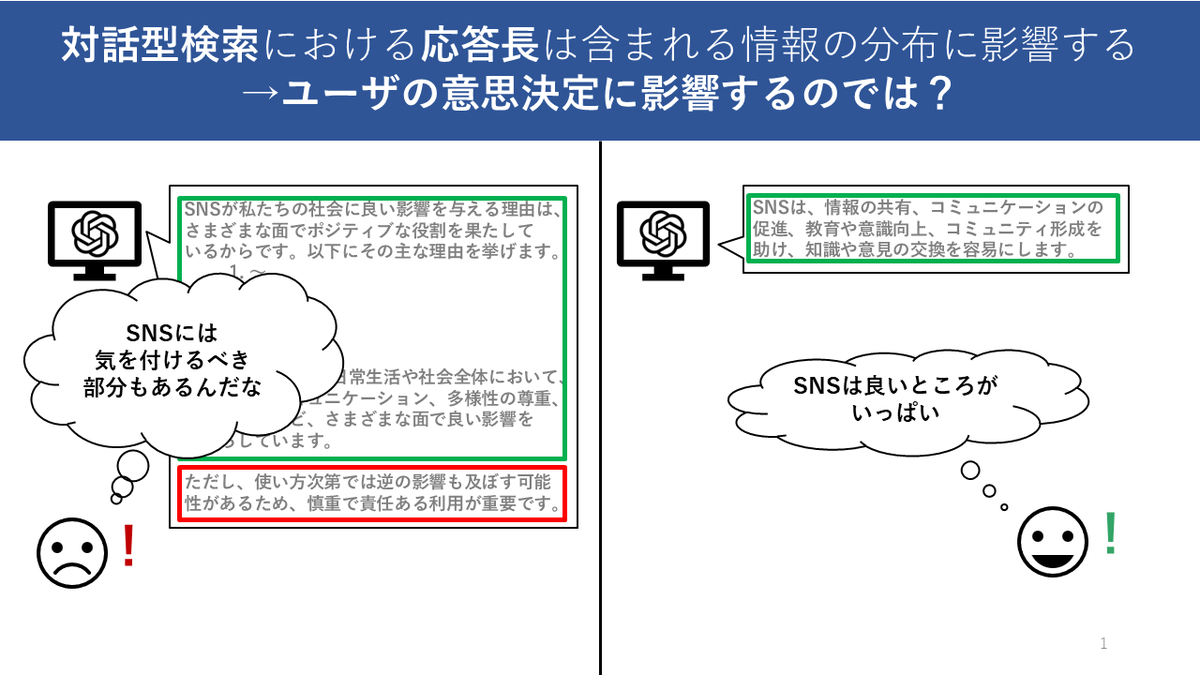 対話型検索における応答長は含まれる情報の分布に影響する
→ユーザの意思決定に影響するのでは？
SNSが私たちの社会に良い影響を与える理由は、
さまざまな面でポジティブな役割を果たして
いるからです。以下にその主な理由を挙げます。
1. ～
日常生活や社会全体において、
ュニケーション、多様性の尊重、
ど、さまざまな面で良い影響を
らしています。
ただし、使い方次第では逆の影響も及ぼす可能
性があるため、慎重で責任ある利用が重要です。
SNSには
気を付けるべき
部分もあるんだな
!
SNSは、情報の共有、コミュニケーションの
促進、教育や意識向上、コミュニティ形成を
助け、知識や意見の交換を容易にします。
SNSは良いところが
いっぱい
!
1